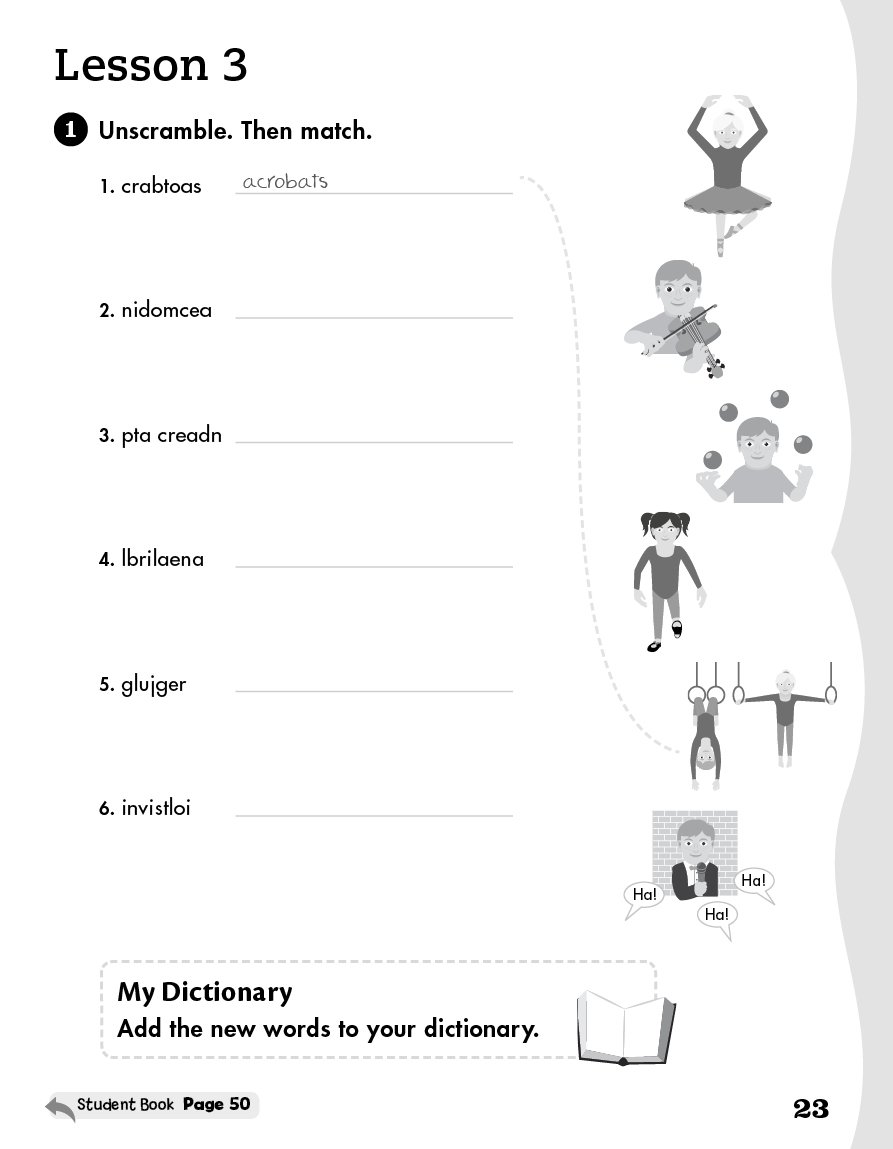 Lesson 3
1 Unscramble. Then match.
1. crabtoas acrobats
2. nidomcea
3. pta creadn
4. lbrilaena
5. glujger
6. invistloi
Ha!
Ha!
Ha!
My Dictionary
Add the new words to your dictionary.
Student Book Page 50
23